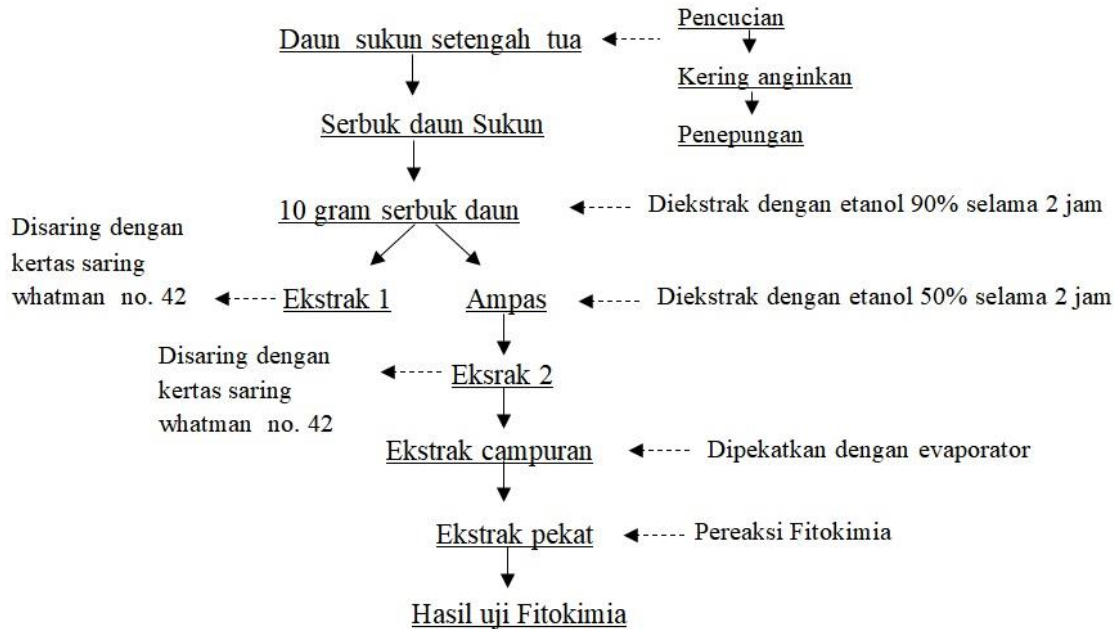 Pencucian
Daun sukun setengah tua
Kering anginkan
Serbuk daun Sukun
Penepungan
10 gram serbuk daun
Diekstrak dengan etanol 90% selama 2 jam
Disaring dengan
kertas saring
whatman no. 42
Ekstrak 1
Ampas
Diekstrak dengan etanol 50% selama 2 jam
Disaring dengan
kertas saring
whatman no. 42
Eksrak 2
Ekstrak campuran
Dipekatkan dengan evaporator
Ekstrak pekat
Pereaksi Fitokimia
Hasil uji Fitokimia